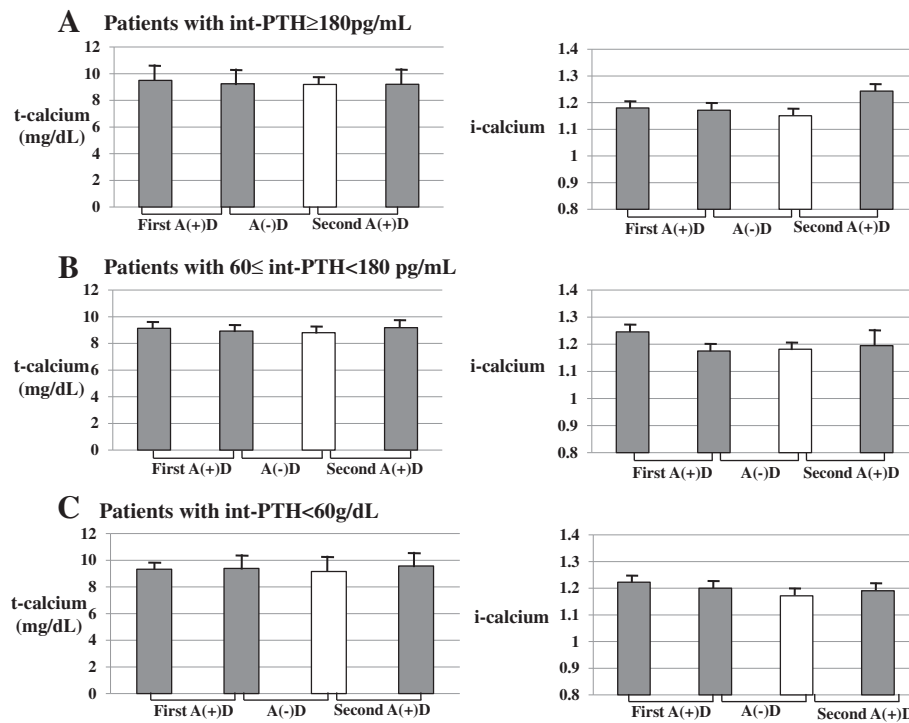 A Patients with int-PTH≥180pg/mL
t-calcium
(mg/dL)
12
10
8
6
4
2
0
First A(+)D A(-)D Second A(+)D
i-calcium
1.4
1.3
1.2
1.1
1
0.9
0.8
First A(+)D A(-)D Second A(+)D
B Patients with 60≤ int-PTH<180 pg/mL
t-calcium
(mg/dL)
12
10
8
6
4
2
0
First A(+)D A(-)D Second A(+)D
i-calcium
1.4
1.3
1.2
1.1
1
0.9
0.8
First A(+)D A(-)D Second A(+)D
C Patients with int-PTH<60g/dL
t-calcium
(mg/dL)
12
10
8
6
4
2
0
First A(+)D A(-)D Second A(+)D
i-calcium
1.4
1.3
1.2
1.1
1
0.9
0.8
First A(+)D A(-)D Second A(+)D